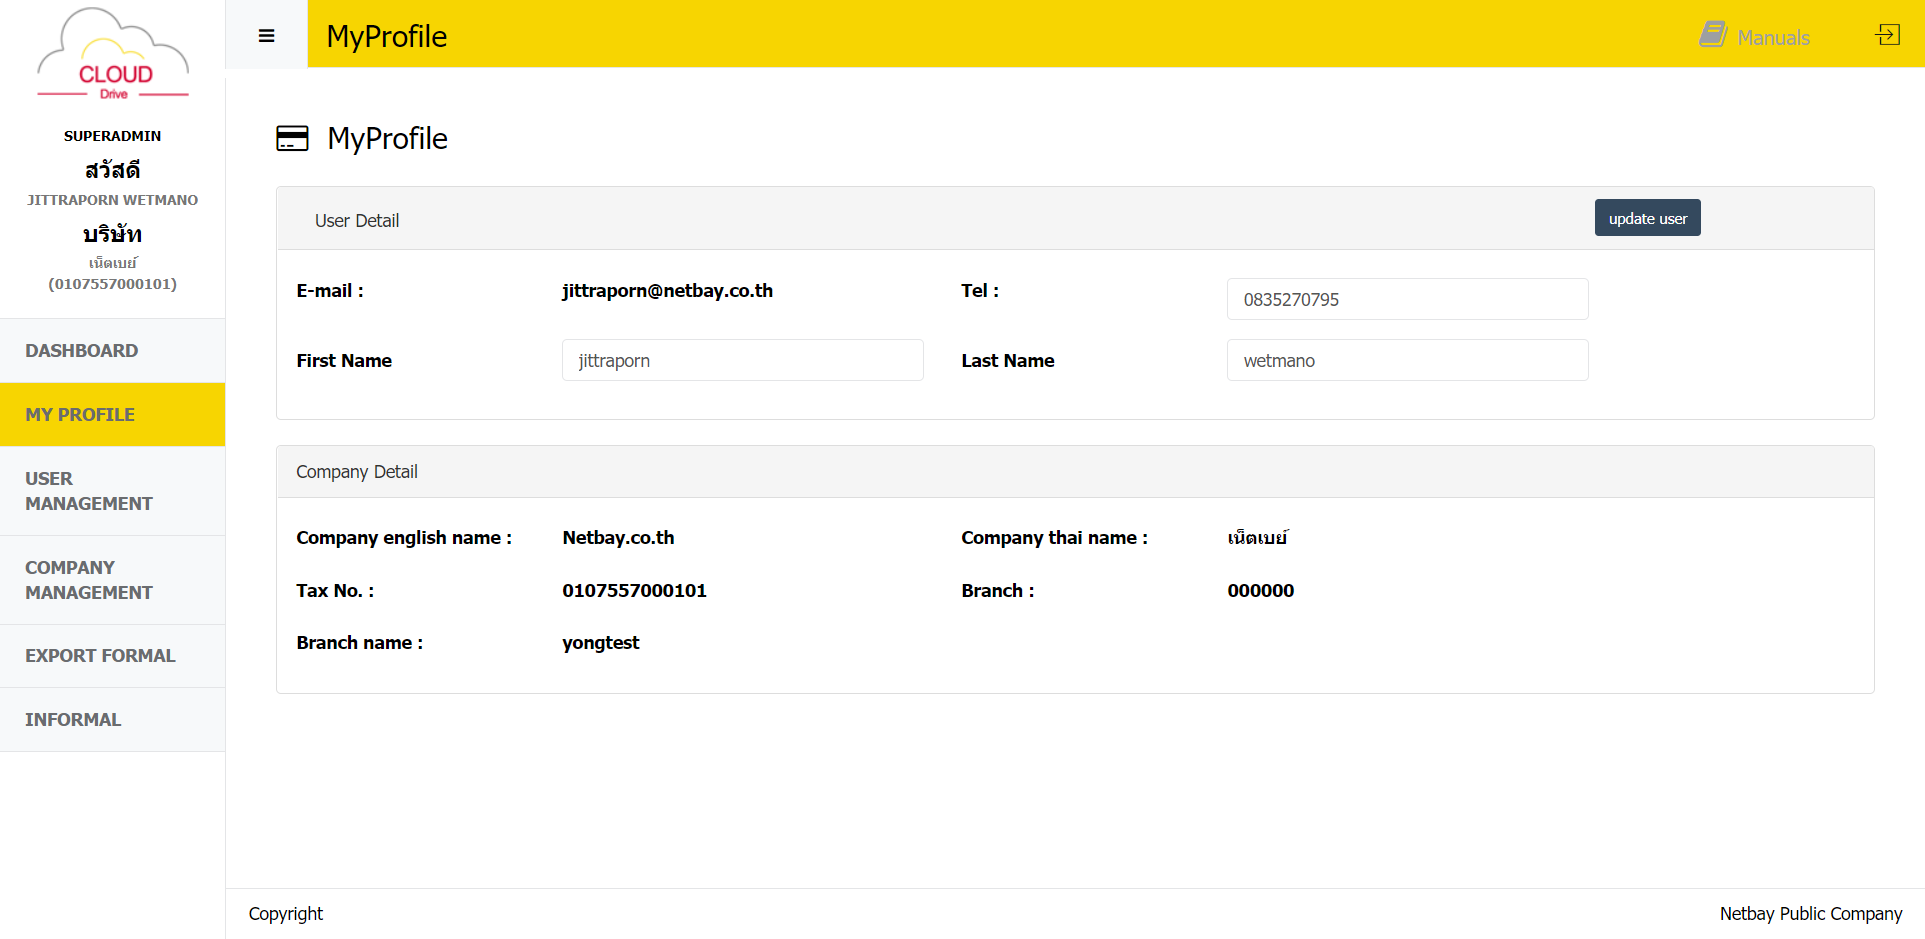 CLOUD
Drive
SUPERADMIN
สวัสดี
JITTRAPORN WETMANO
บริษัท
เน็ตเบย์
(0107557000101)
DASHBOARD
MY PROFILE
USER
MANAGEMENT
COMPANY
MANAGEMENT
EXPORT FORMAL
INFORMAL
MyProfile
Manuals
MyProfile
User Detail
update user
E-mail : jittraporn@netbay.co.th Tel : 0835270795
First Name jittraporn Last Name wetmano
Company Detail
Company english name : Netbay.co.th Company thai name : เน็ตเบย์
Tax No. : 0107557000101 Branch : 000000
Branch name : yongtest
Copyright Netbay Public Company